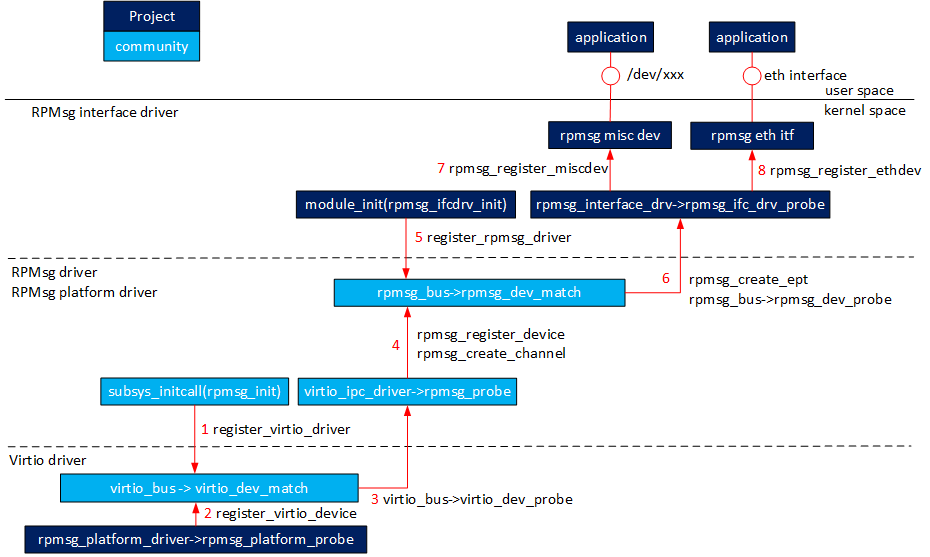 Project
community
application
application
/dev/xxx
eth interface
user space
RPMsg interface driver
kernel space
rpmsg misc dev
rpmsg eth itf
7 rpmsg_register_miscdev
8 rpmsg_register_ethdev
module_init(rpmsg_ifcdrv_init)
rpmsg_interface_drv->rpmsg_ifc_drv_probe
5 register_rpmsg_driver
RPMsg driver
RPMsg platform driver
rpmsg_bus->rpmsg_dev_match
6 rpmsg_create_ept
rpmsg_bus->rpmsg_dev_probe
4 rpmsg_register_device
rpmsg_create_channel
subsys_initcall(rpmsg_init)
virtio_ipc_driver->rpmsg_probe
1 register_virtio_driver
Virtio driver
virtio_bus -> virtio_dev_match
3 virtio_bus->virtio_dev_probe
2 register_virtio_device
rpmsg_platform_driver->rpmsg_platform_probe